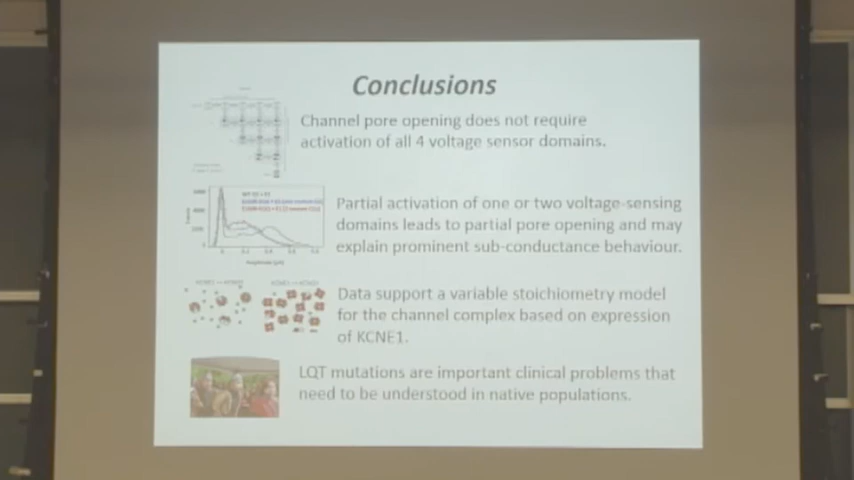 Conclusions
Channel pore opening does not require
activation of all 4 voltage sensor domains.
Partial activation of one or two voltage-sensing
domains leads to partial pore opening and may
explain prominent sub-conductance behaviour.
Data support a variable stoichiometry model
for the channel complex based on expression
of KCNE1.
LQT mutations are important clinical problems that
need to be understood in native populations.